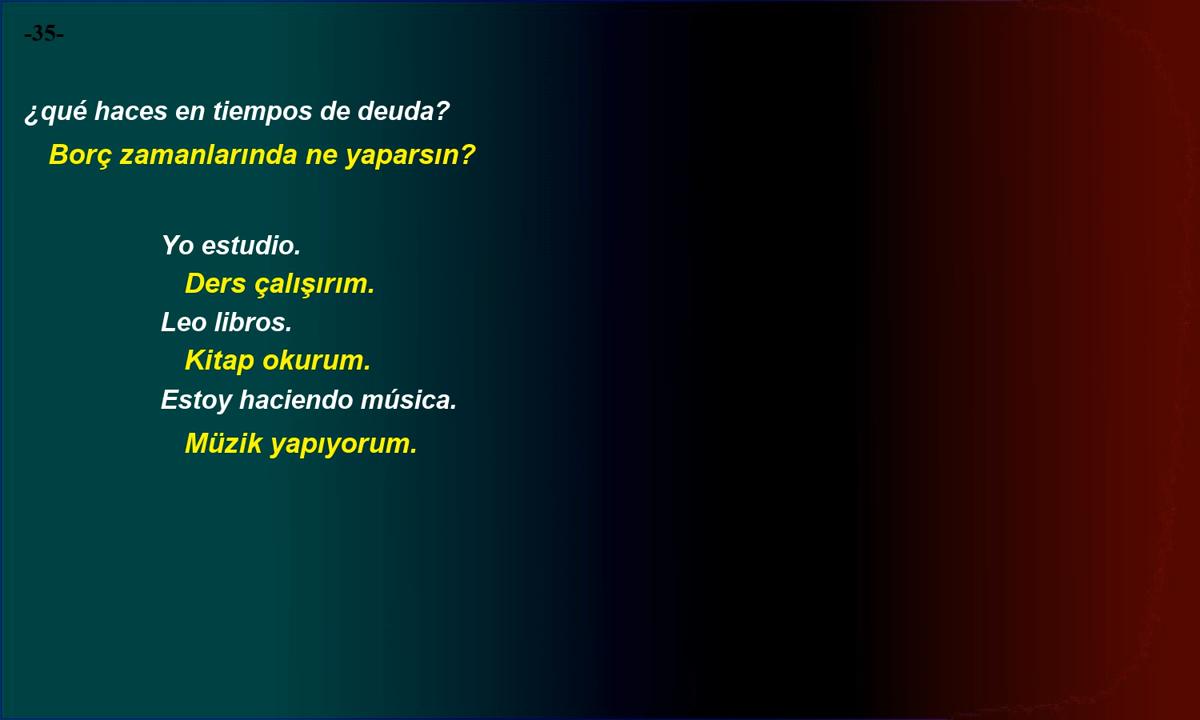 -35-
¿qué haces en tiempos de deuda?
Borç zamanlarında ne yaparsın?
Yo estudio.
Ders çalışırım.
Leo libros.
Kitap okurum.
Estoy haciendo música.
Müzik yapıyorum.